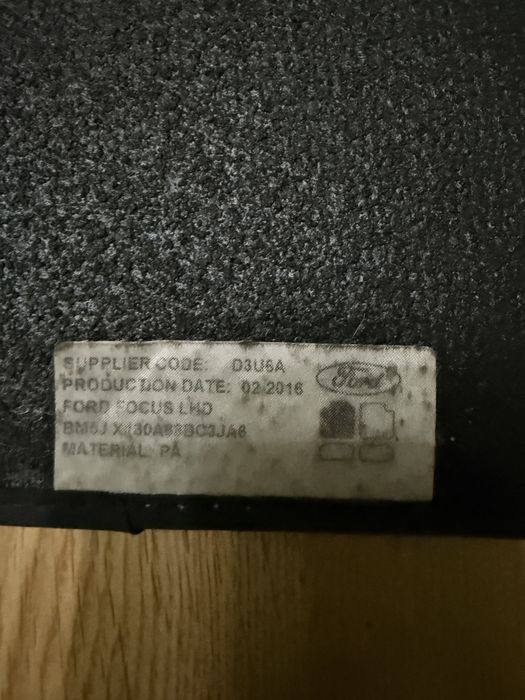 SUPPLIER CODE: D3U6A
PRODUCTION DATE: 02 2016
Ford
FORD FOCUS LHD
MATERIAL: PA